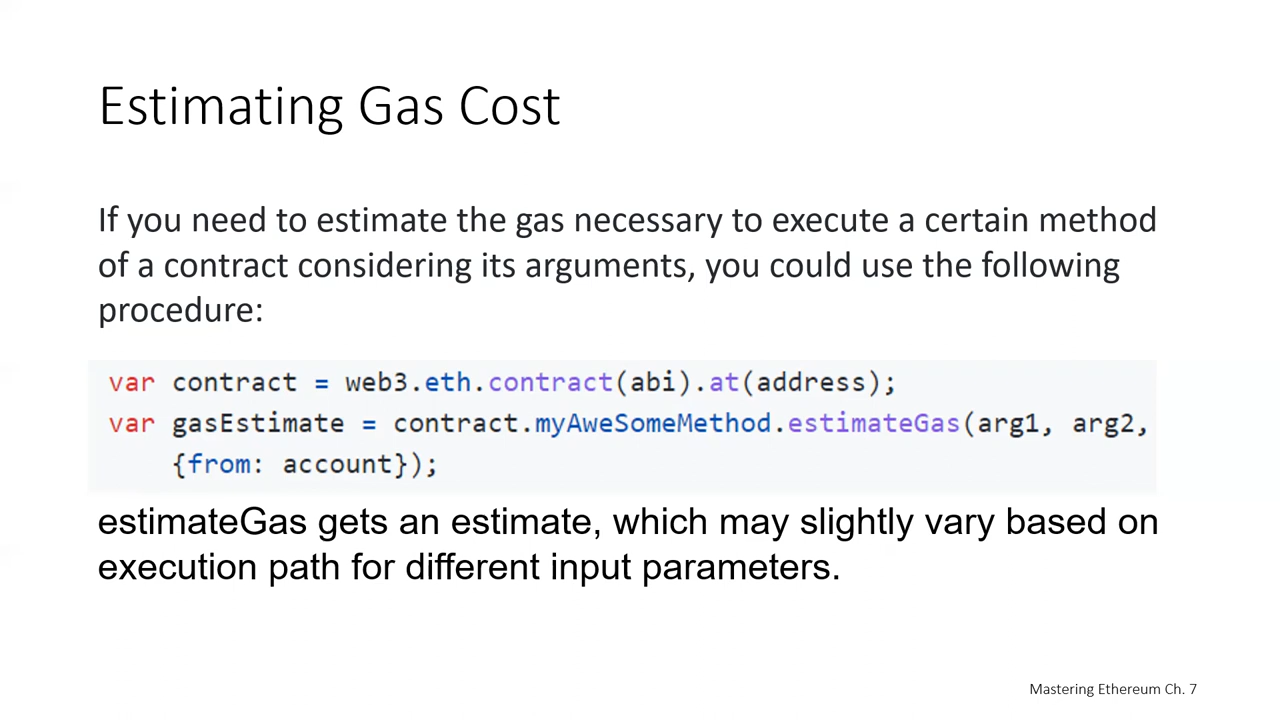 Estimating Gas Cost
If you need to estimate the gas necessary to execute a certain method
of a contract considering its arguments, you could use the following
procedure:
var contract = web3.eth.contract(abi).at(address);
var gasEstimate = contract.myAweSomeMethod.estimateGas(arg1, arg2,
{from: account});
estimateGas gets an estimate, which may slightly vary based on
execution path for different input parameters.
Mastering Ethereum Ch. 7